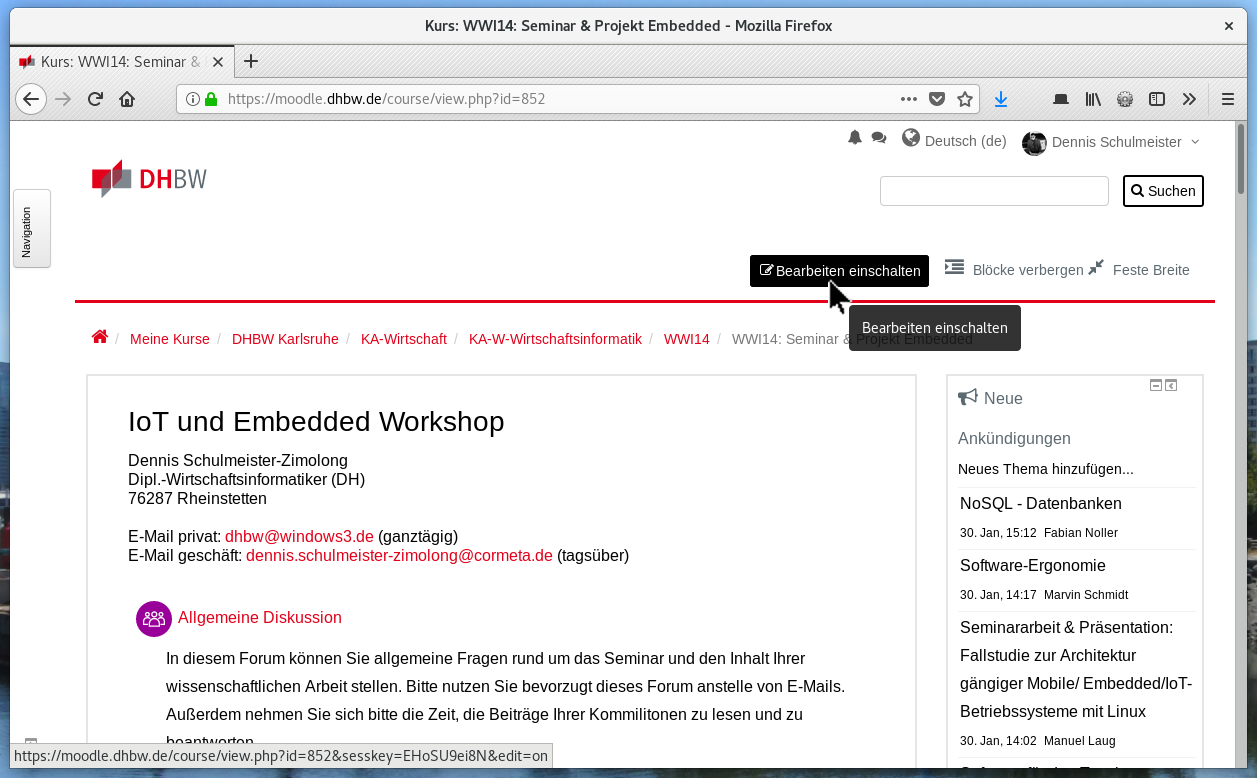 Kurs: WWI14: Seminar & Projekt Embedded - Mozilla Firefox
Kurs: WWI14: Seminar &
https://moodle.dhbw.de/course/view.php?id=852
Deutsch (de) Dennis Schulmeister
DHBW
Suchen
Navigation
Bearbeiten einschalten Blöcke verbergen Feste Breite
Bearbeiten einschalten
/ Meine Kurse / DHBW Karlsruhe / KA-Wirtschaft / KA-W-Wirtschaftsinformatik / WWI14 / WWI14: Seminar & Projekt Embedded
IoT und Embedded Workshop
Dennis Schulmeister-Zimolong
Dipl.-Wirtschaftsinformatiker (DH)
76287 Rheinstetten
E-Mail privat: dhbw@windows3.de (ganztägig)
E-Mail geschäft: dennis.schulmeister-zimolong@cormeta.de (tagsüber)
Allgemeine Diskussion
In diesem Forum können Sie allgemeine Fragen rund um das Seminar und den Inhalt Ihrer
wissenschaftlichen Arbeit stellen. Bitte nutzen Sie bevorzugt dieses Forum anstelle von E-Mails.
Außerdem nehmen Sie sich bitte die Zeit, die Beiträge Ihrer Kommilitonen zu lesen und zu
beantworten.
Neue
Ankündigungen
Neues Thema hinzufügen...
NoSQL - Datenbanken
30. Jan, 15:12 Fabian Noller
Software-Ergonomie
30. Jan, 14:17 Marvin Schmidt
Seminararbeit & Präsentation:
Fallstudie zur Architektur
gängiger Mobile/ Embedded/IoT-
Betriebssysteme mit Linux
30. Jan, 14:02 Manuel Laug
https://moodle.dhbw.de/course/view.php?id=852&sesskey=EHoSU9ei8N&edit=on